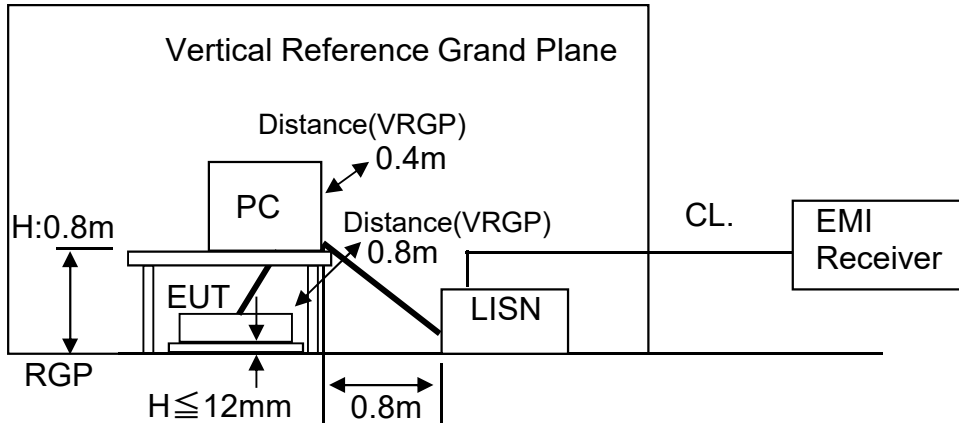 Vertical Reference Grand Plane
Distance(VRGP)
0.4m
PC
Distance(VRGP)
0.8m
H:0.8m
CL.
EMI
Receiver
EUT
LISN
RGP
H≦12mm
0.8m